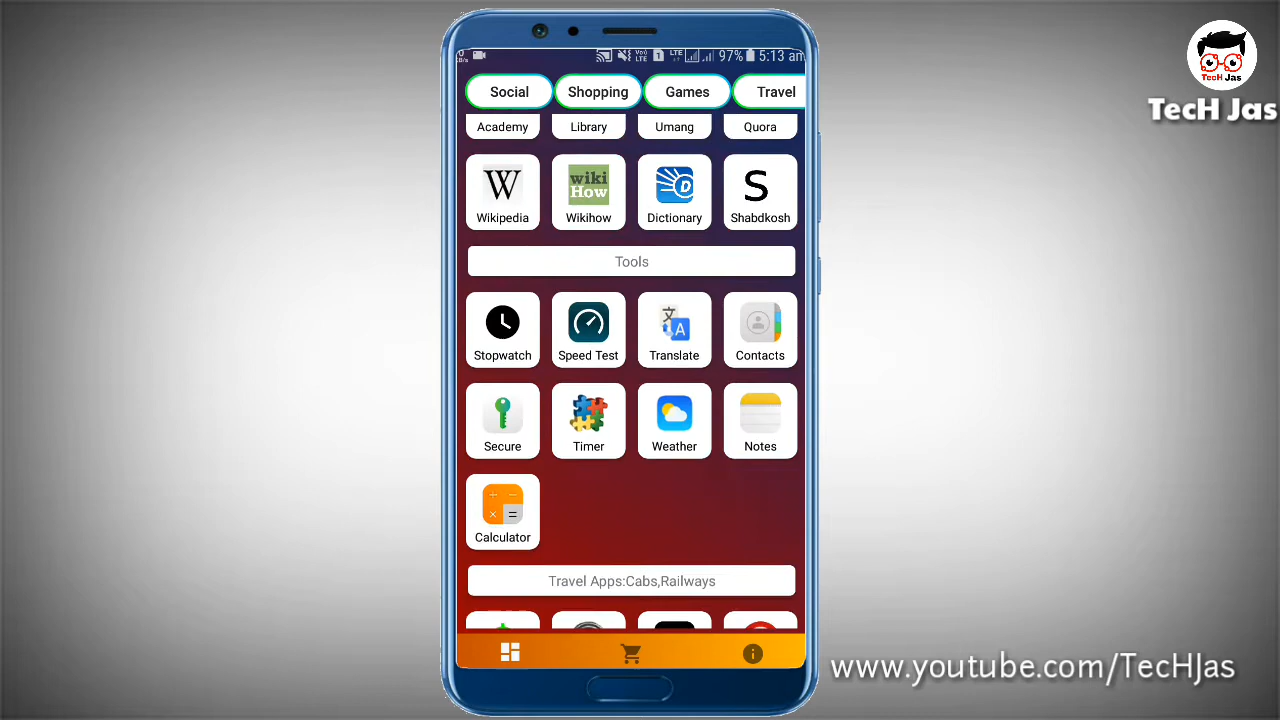 97% 5:13 am
Social Shopping Games Travel
Academy Library Umang Quora
W wiki How D S
Wikipedia Wikihow Dictionary Shabdkosh
Tools
文 A
Stopwatch Speed Test Translate Contacts
Secure Timer Weather Notes
Calculator
Travel Apps:Cabs,Railways
TecH Jas
TecH Jas
www.youtube.com/TecHJas